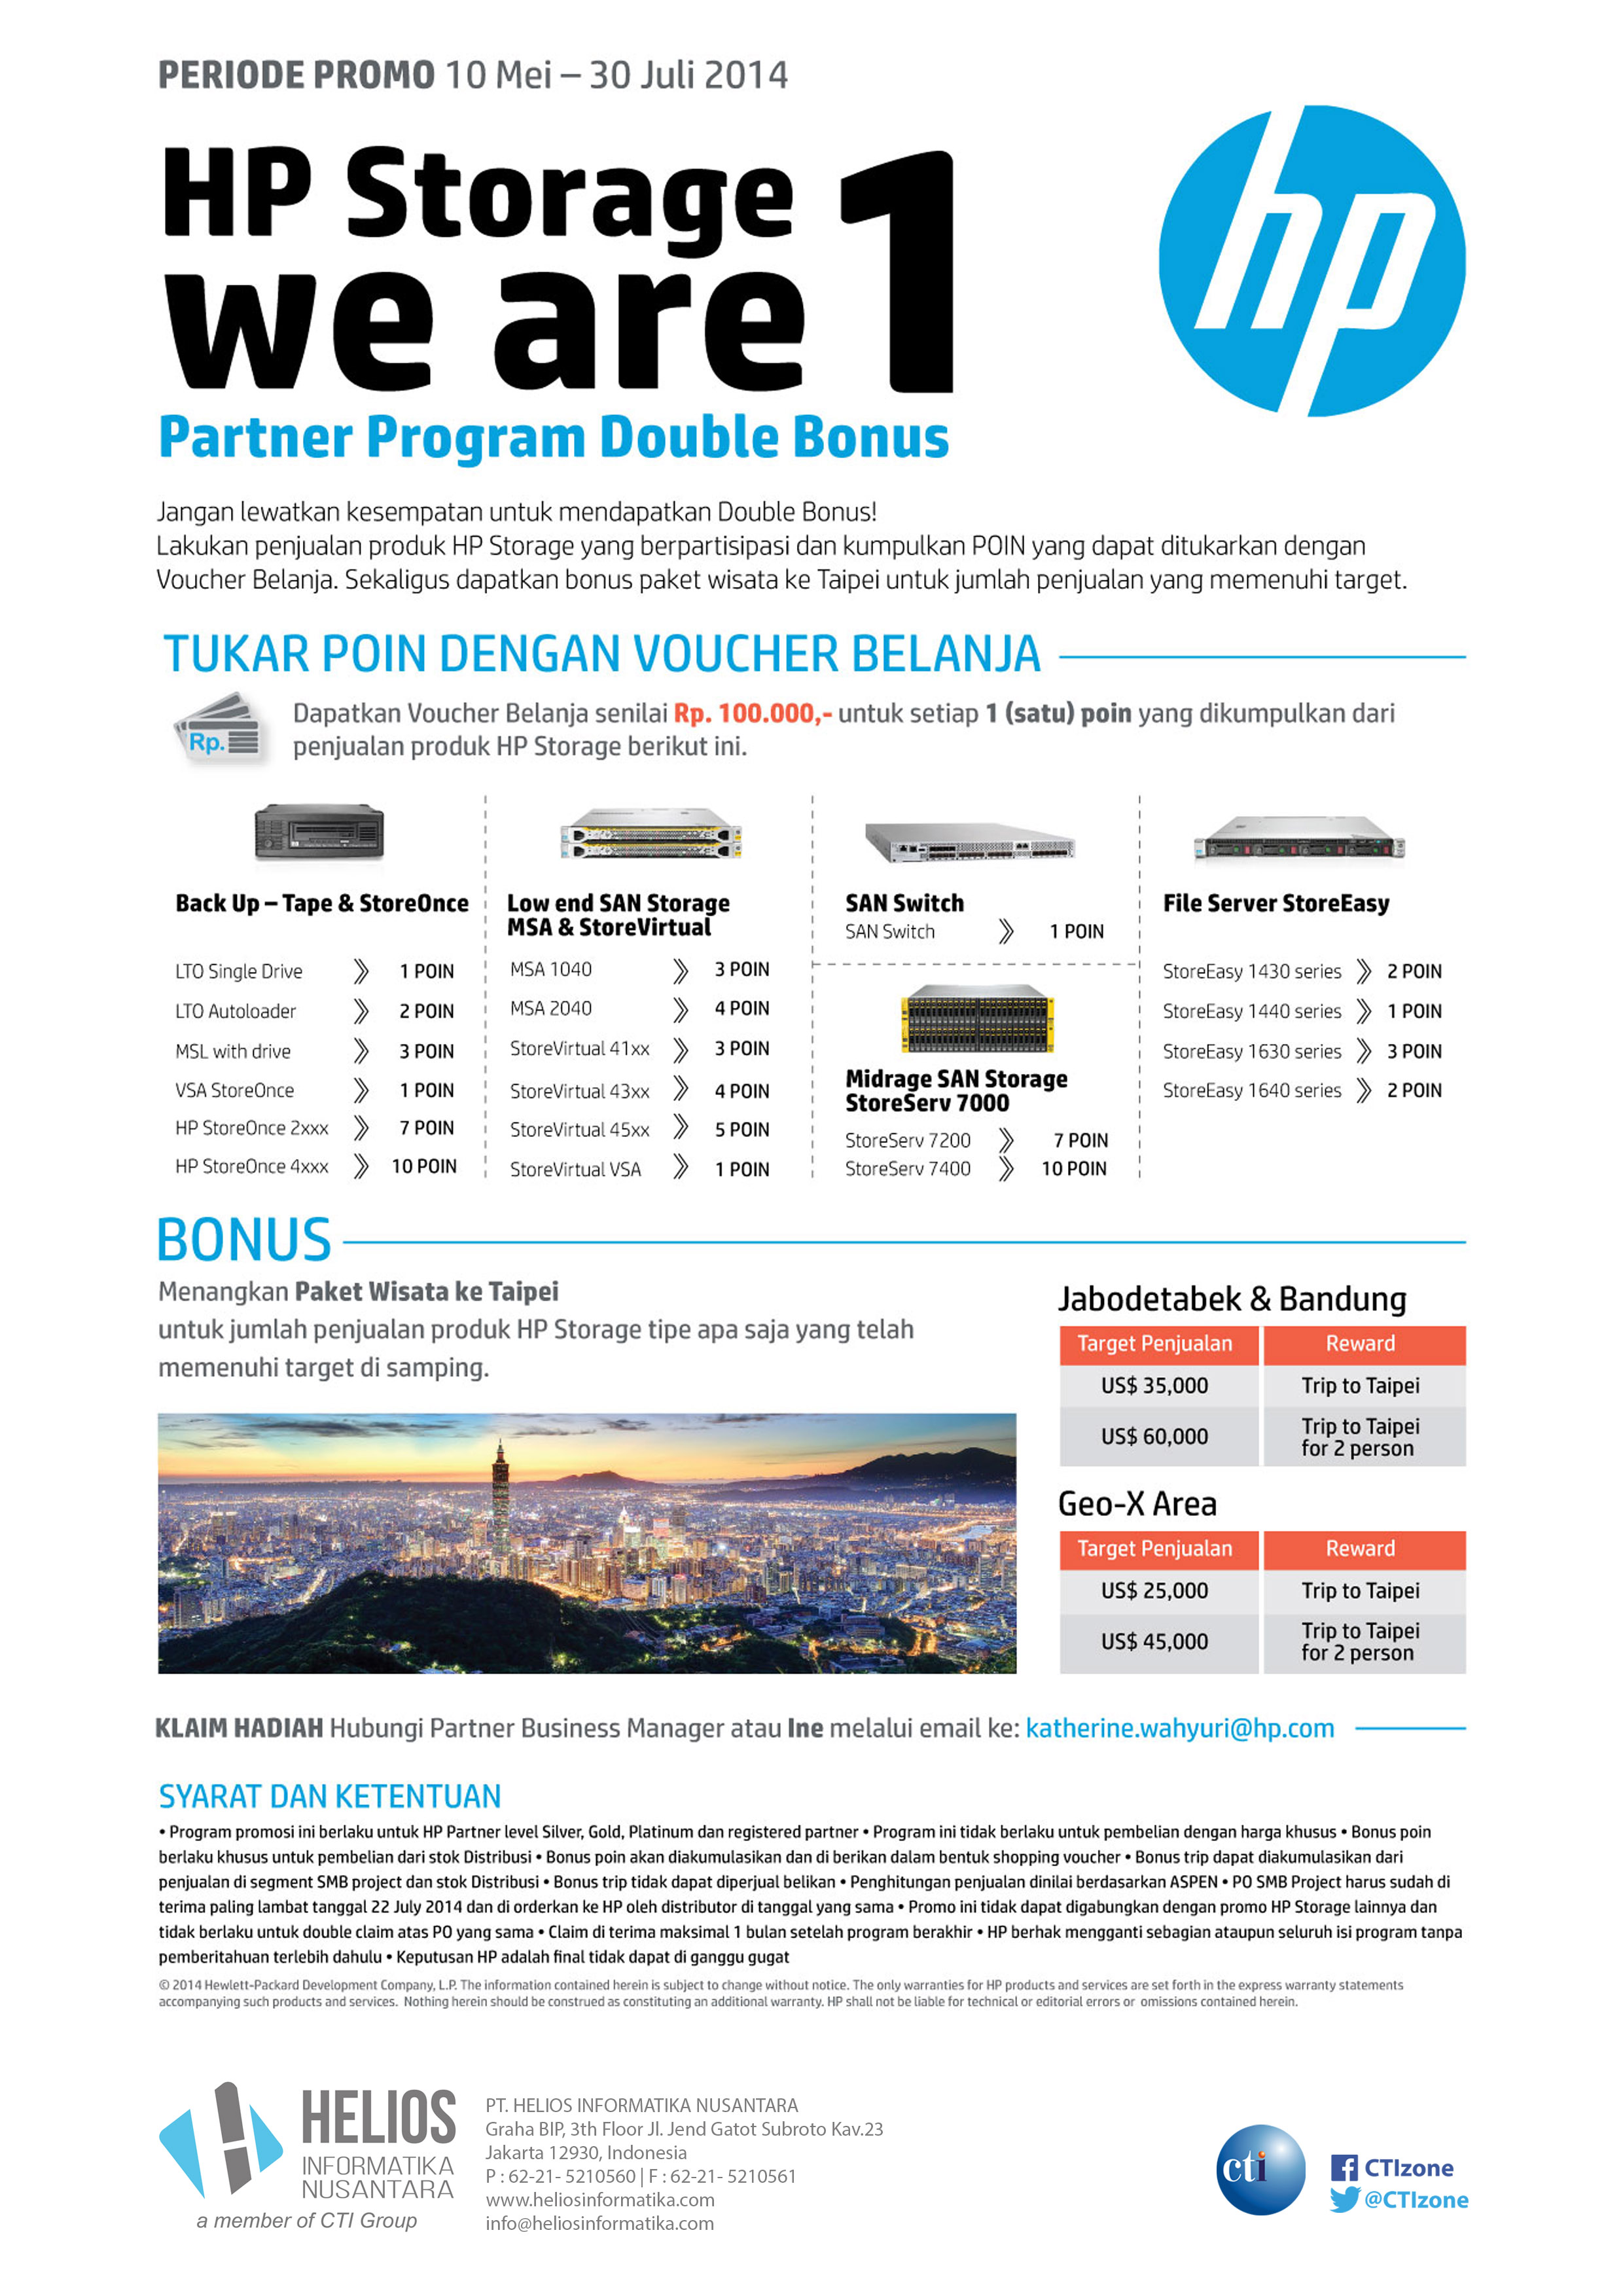 PERIODE PROMO 10 Mei – 30 Juli 2014
HP Storage
we are 1
hp
Partner Program Double Bonus
Jangan lewatkan kesempatan untuk mendapatkan Double Bonus!
Lakukan penjualan produk HP Storage yang berpartisipasi dan kumpulkan POIN yang dapat ditukarkan dengan
Voucher Belanja. Sekaligus dapatkan bonus paket wisata ke Taipei untuk jumlah penjualan yang memenuhi target.
TUKAR POIN DENGAN VOUCHER BELANJA
Rp.
Dapatkan Voucher Belanja senilai Rp. 100.000,- untuk setiap 1 (satu) poin yang dikumpulkan dari
penjualan produk HP Storage berikut ini.
Back Up – Tape & StoreOnce
LTO Single Drive » 1 POIN
LTO Autoloader » 2 POIN
MSL with drive » 3 POIN
VSA StoreOnce » 1 POIN
HP StoreOnce 2xxx » 7 POIN
HP StoreOnce 4xxx » 10 POIN
Low end SAN Storage
MSA & StoreVirtual
MSA 1040 » 3 POIN
MSA 2040 » 4 POIN
StoreVirtual 41xx » 3 POIN
StoreVirtual 43xx » 4 POIN
StoreVirtual 45xx » 5 POIN
StoreVirtual VSA » 1 POIN
SAN Switch
SAN Switch » 1 POIN
Midrage SAN Storage
StoreServ 7000
StoreServ 7200 » 7 POIN
StoreServ 7400 » 10 POIN
File Server StoreEasy
StoreEasy 1430 series » 2 POIN
StoreEasy 1440 series » 1 POIN
StoreEasy 1630 series » 3 POIN
StoreEasy 1640 series » 2 POIN
BONUS
Menangkan Paket Wisata ke Taipei
untuk jumlah penjualan produk HP Storage tipe apa saja yang telah
memenuhi target di samping.
Jabodetabek & Bandung
Target Penjualan Reward
US$ 35,000 Trip to Taipei
US$ 60,000 Trip to Taipei
for 2 person
Geo-X Area
Target Penjualan Reward
US$ 25,000 Trip to Taipei
US$ 45,000 Trip to Taipei
for 2 person
KLAIM HADIAH Hubungi Partner Business Manager atau Ine melalui email ke: katherine.wahyuri@hp.com
SYARAT DAN KETENTUAN
• Program promosi ini berlaku untuk HP Partner level Silver, Gold, Platinum dan registered partner • Program ini tidak berlaku untuk pembelian dengan harga khusus • Bonus poin
berlaku khusus untuk pembelian dari stok Distribusi • Bonus poin akan diakumulasikan dan di berikan dalam bentuk shopping voucher • Bonus trip dapat diakumulasikan dari
penjualan di segment SMB project dan stok Distribusi • Bonus trip tidak dapat diperjual belikan • Penghitungan penjualan dinilai berdasarkan ASPEN • PO SMB Project harus sudah di
terima paling lambat tanggal 22 July 2014 dan di orderkan ke HP oleh distributor di tanggal yang sama • Promo ini tidak dapat digabungkan dengan promo HP Storage lainnya dan
tidak berlaku untuk double claim atas PO yang sama • Claim di terima maksimal 1 bulan setelah program berakhir • HP berhak mengganti sebagian ataupun seluruh isi program tanpa
pemberitahuan terlebih dahulu • Keputusan HP adalah final tidak dapat di ganggu gugat
© 2014 Hewlett-Packard Development Company, L.P. The information contained herein is subject to change without notice. The only warranties for HP products and services are set forth in the express warranty statements
accompanying such products and services. Nothing herein should be construed as constituting an additional warranty. HP shall not be liable for technical or editorial errors or omissions contained herein.
HELIOS
INFORMATIKA
NUSANTARA
a member of CTI Group
PT. HELIOS INFORMATIKA NUSANTARA
Graha BIP, 3th Floor Jl. Jend Gatot Subroto Kav.23
Jakarta 12930, Indonesia
P : 62-21- 5210560 | F : 62-21- 5210561
www.heliosinformatika.com
info@heliosinformatika.com
cti
CTIzone
@CTIzone